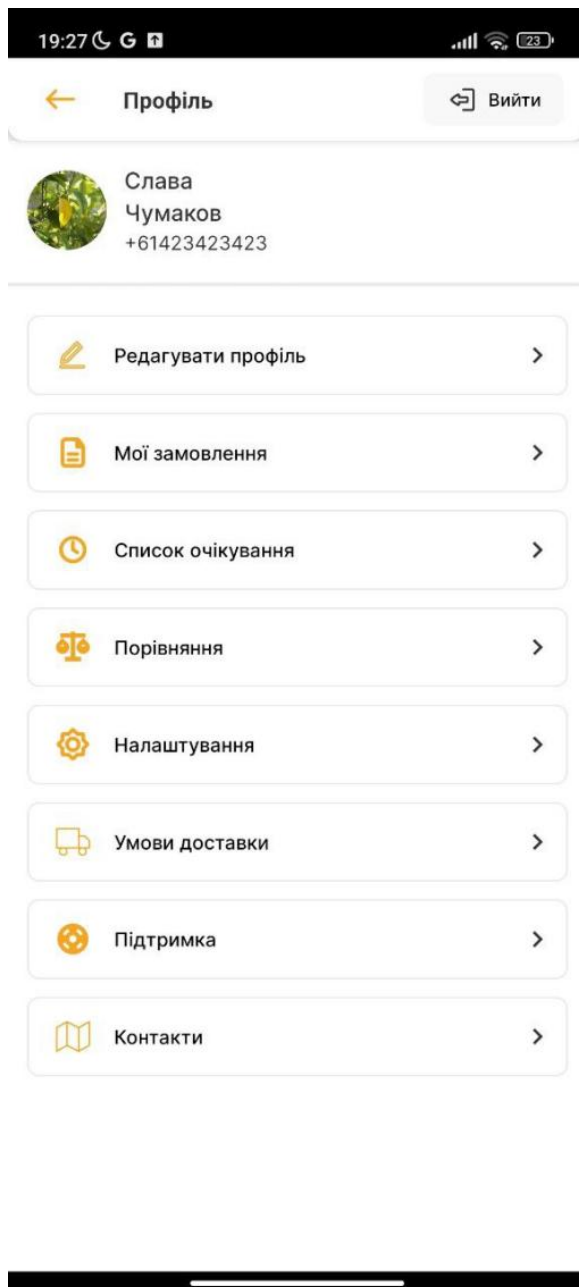 19:27 G
23
Профіль
Вийти
Слава
Чумаков
+61423423423
Редагувати профіль
Мої замовлення
Список очікування
Порівняння
Налаштування
Умови доставки
Підтримка
Контакти